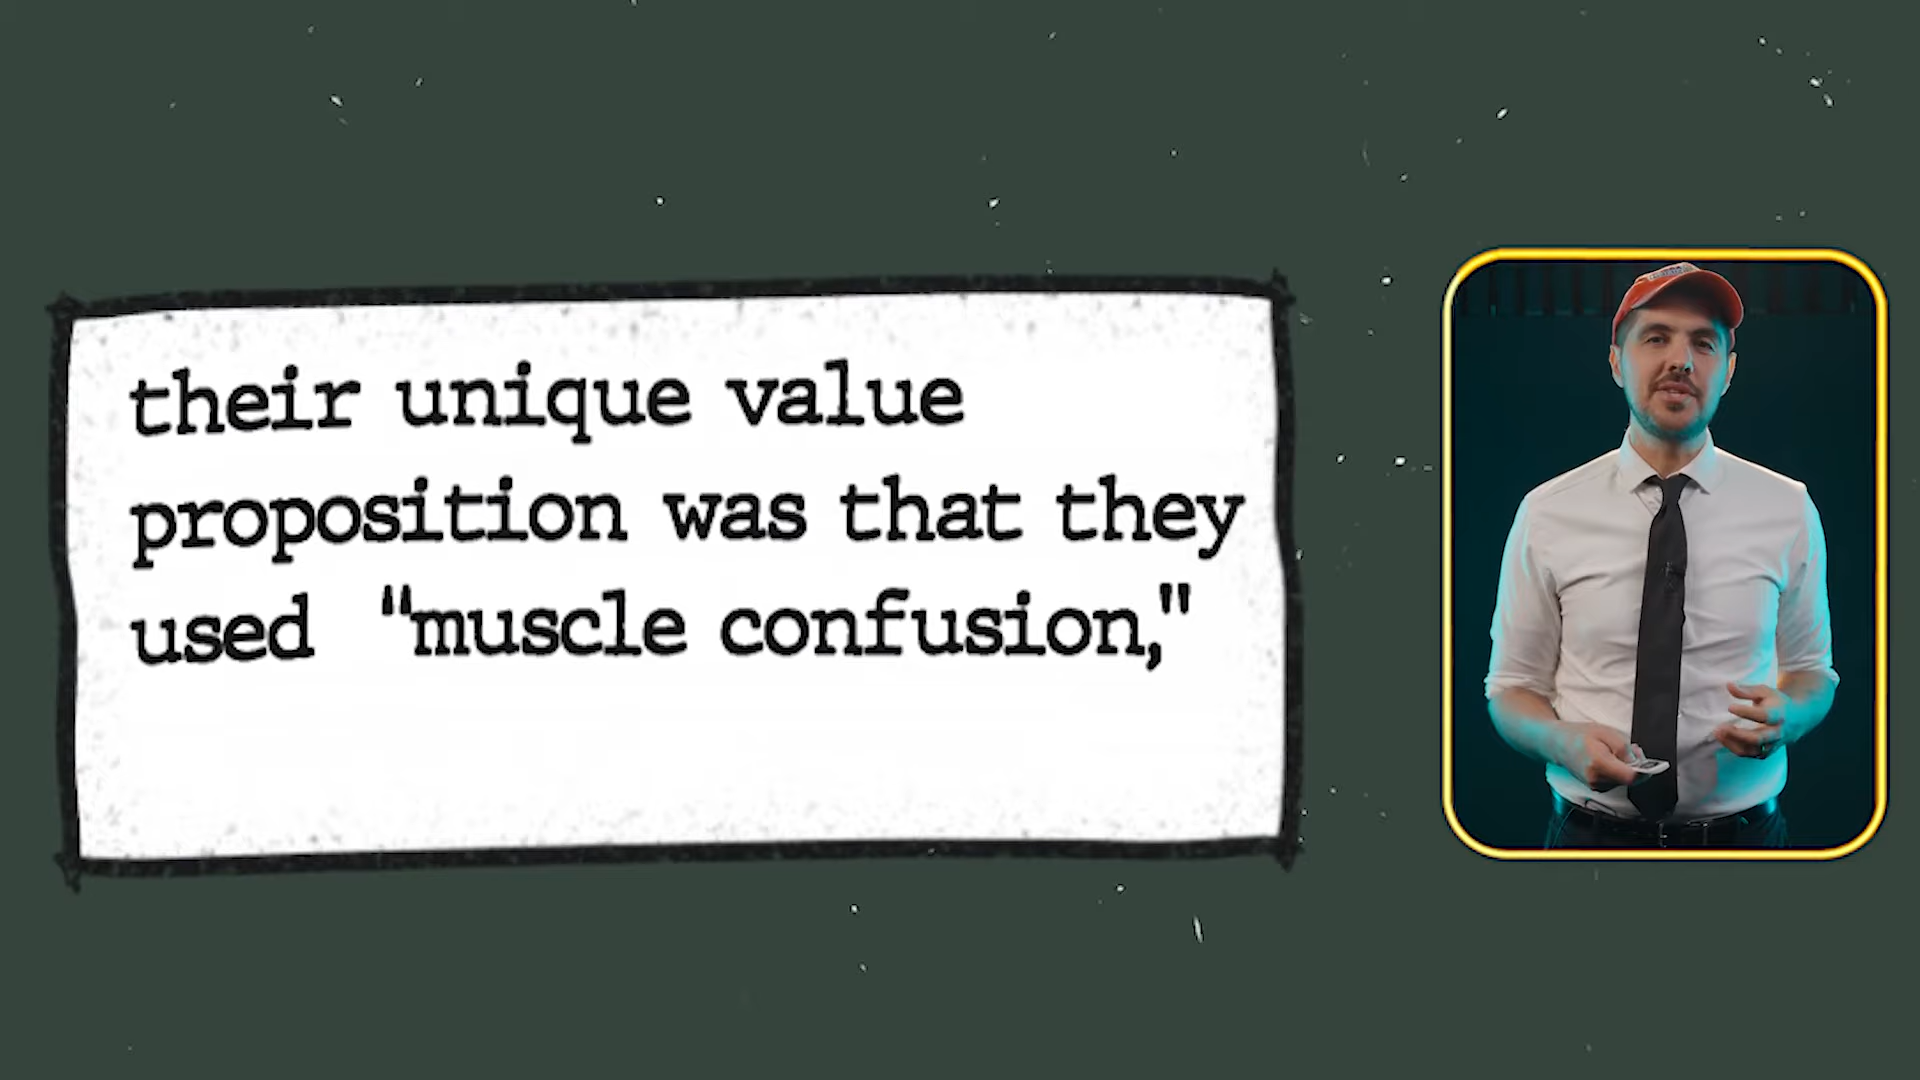 their unique value
proposition was that they
used "muscle confusion,"